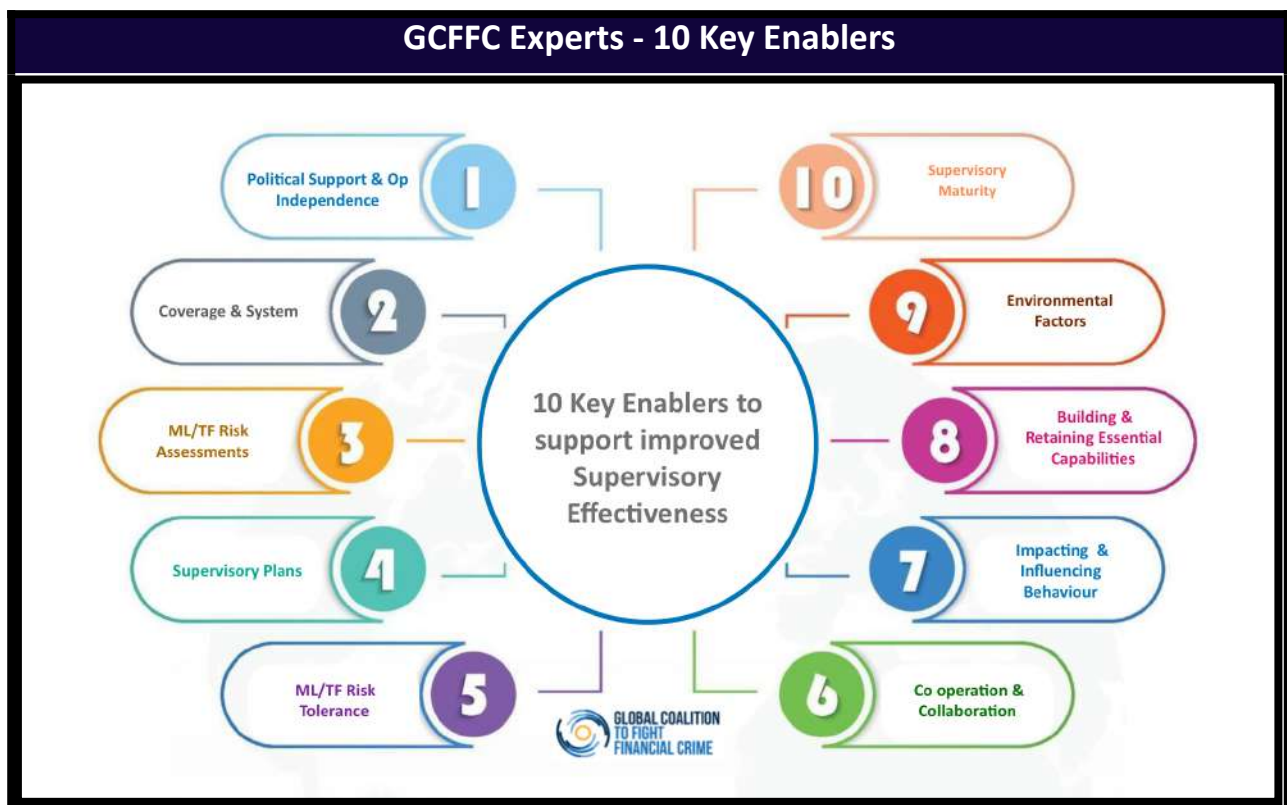 GCFFC Experts - 10 Key Enablers
Political Support & Op
Independence
1
Coverage & System
2
ML/TF Risk
Assessments
3
Supervisory Plans
4
ML/TF Risk
Tolerance
5
10 Key Enablers to
support improved
Supervisory
Effectiveness
10
Supervisory
Maturity
9
Environmental
Factors
8
Building &
Retaining Essential
Capabilities
7
Impacting &
Influencing
Behaviour
6
Co operation &
Collaboration
GLOBAL COALITION
TO FIGHT
FINANCIAL CRIME